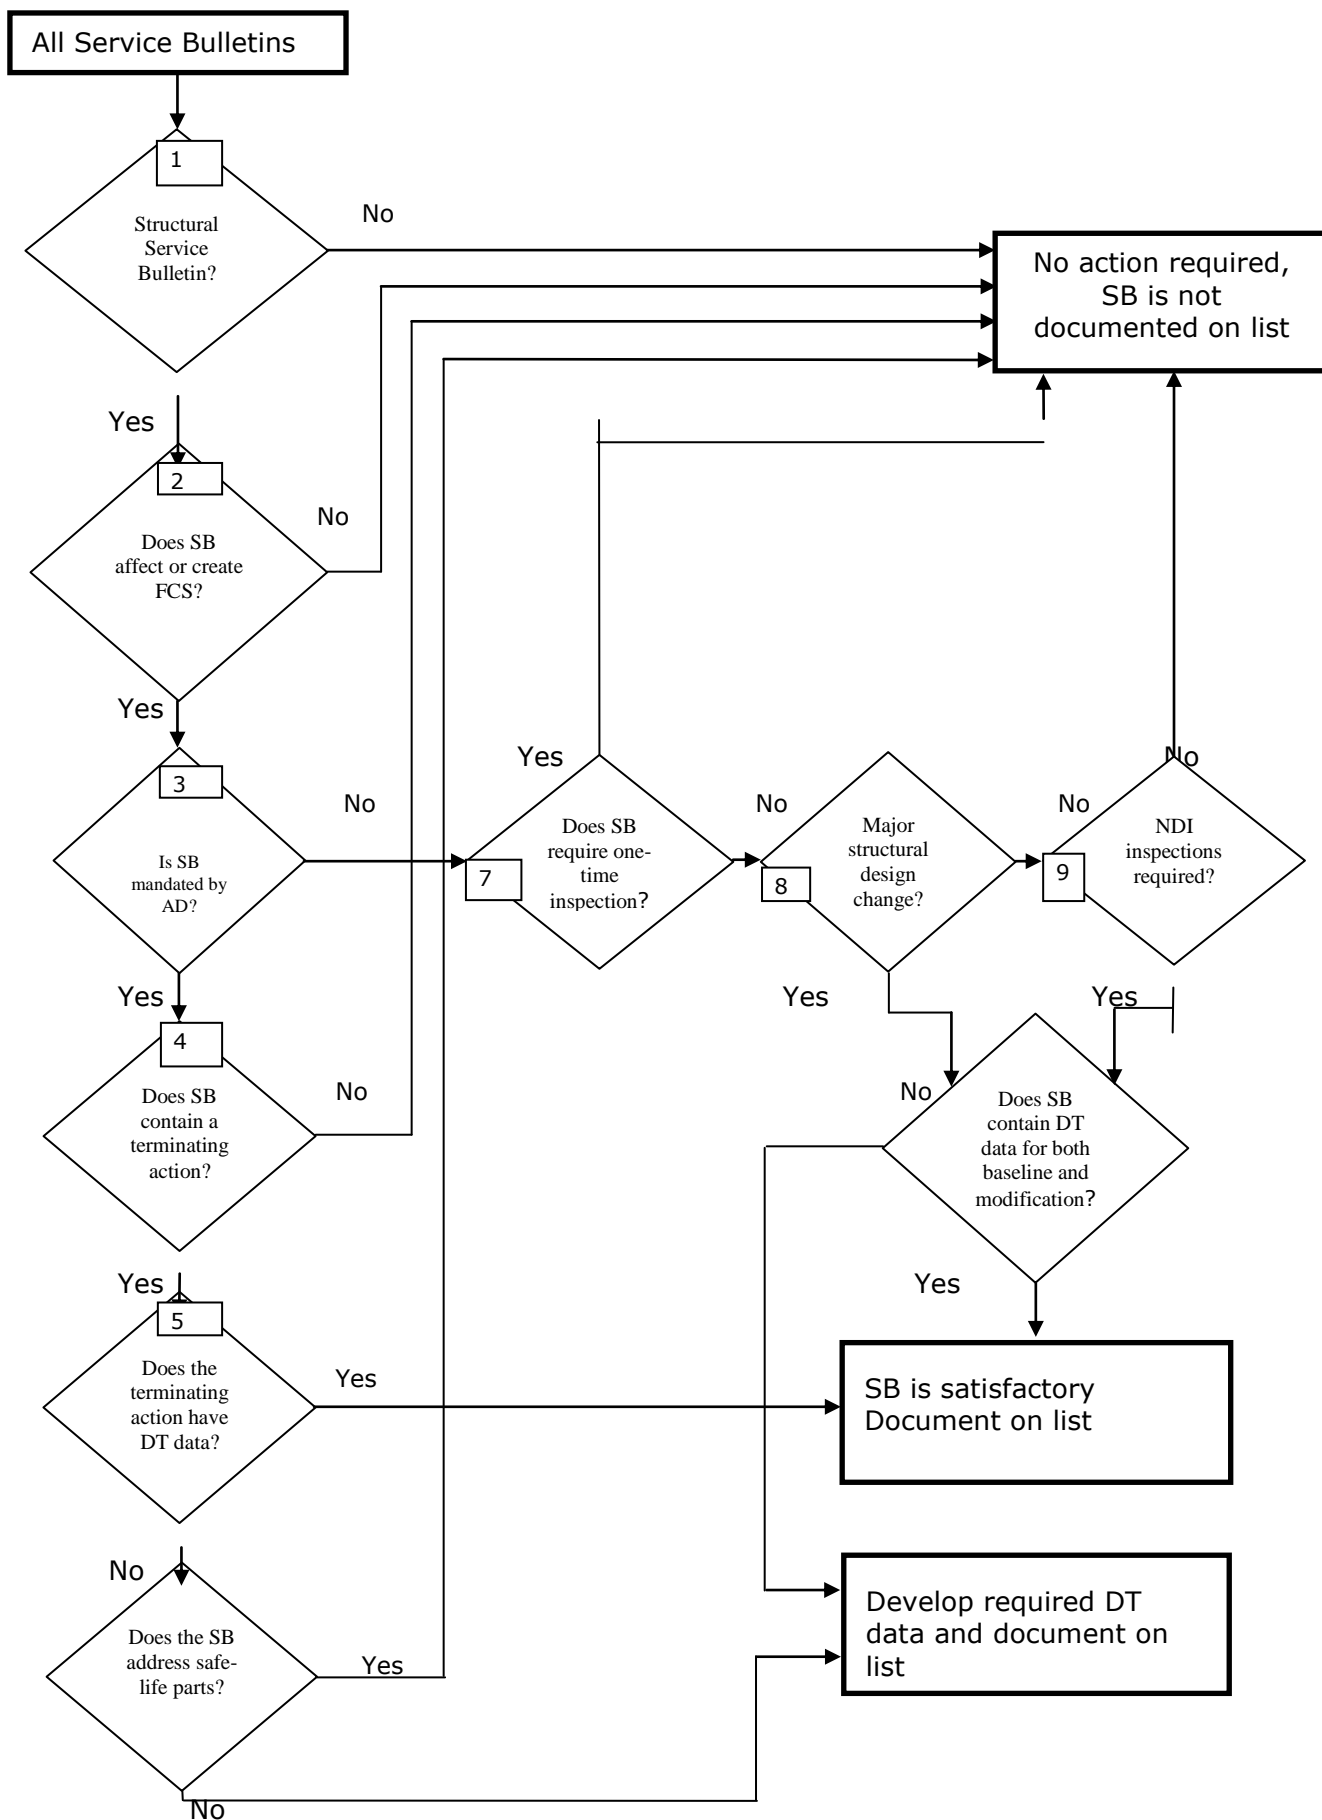 All Service Bulletins
1
Structural
Service
Bulletin?
No
No action required,
SB is not
documented on list
Yes
2
Does SB
affect or create
FCS?
No
Yes
3
Is SB
mandated by
AD?
No
Yes
7
Does SB
require one-
time
inspection?
No
8
Major
structural
design
change?
No
9
NDI
inspections
required?
No
Yes
4
Does SB
contain a
terminating
action?
No
Yes
Yes
No
Does SB
contain DT
data for both
baseline and
modification?
Yes
Yes
5
Does the
terminating
action have
DT data?
Yes
SB is satisfactory
Document on list
No
Does the SB
address safe-
life parts?
Yes
No
Develop required DT
data and document on
list